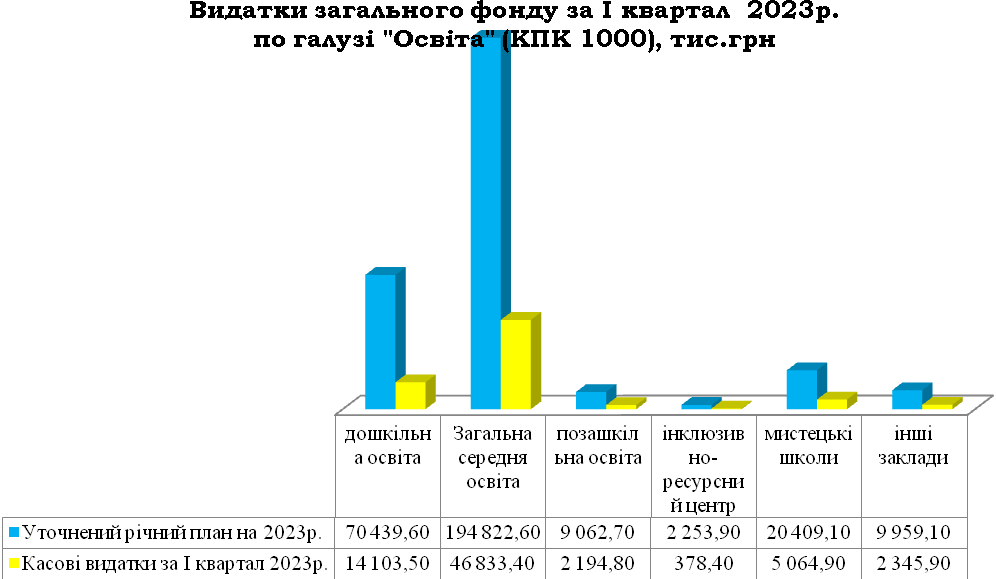 Видатки загального фонду за І квартал 2023р.
по галузі "Освіта" (КПК 1000), тис.грн
дошкільн
а освіта
Загальна
середня
освіта
позашкіл
ьна освіта
інклюзив
но-
ресурсни
й центр
мистецькі
школи
інші
заклади
Уточнений річний план на 2023р. 70 439,60 194 822,60 9 062,70 2 253,90 20 409,10 9 959,10
Касові видатки за І квартал 2023р. 14 103,50 46 833,40 2 194,80 378,40 5 064,90 2 345,90